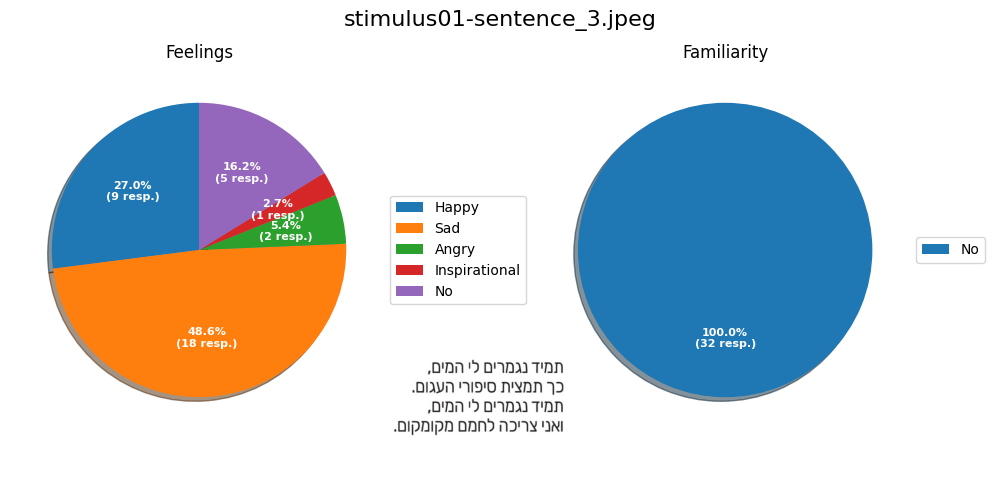 stimulus01-sentence_3.jpeg
Feelings
27.0%
(9 resp.)
48.6%
(18 resp.)
5.4%
(2 resp.)
2.7%
(1 resp.)
16.2%
(5 resp.)
Happy
Sad
Angry
Inspirational
No
Familiarity
100.0%
(32 resp.)
No
תמיד נגמרים לי המים,
כך תמצית סיפורי העגום.
תמיד נגמרים לי המים,
ואני צריכה לחמם מקומקום.